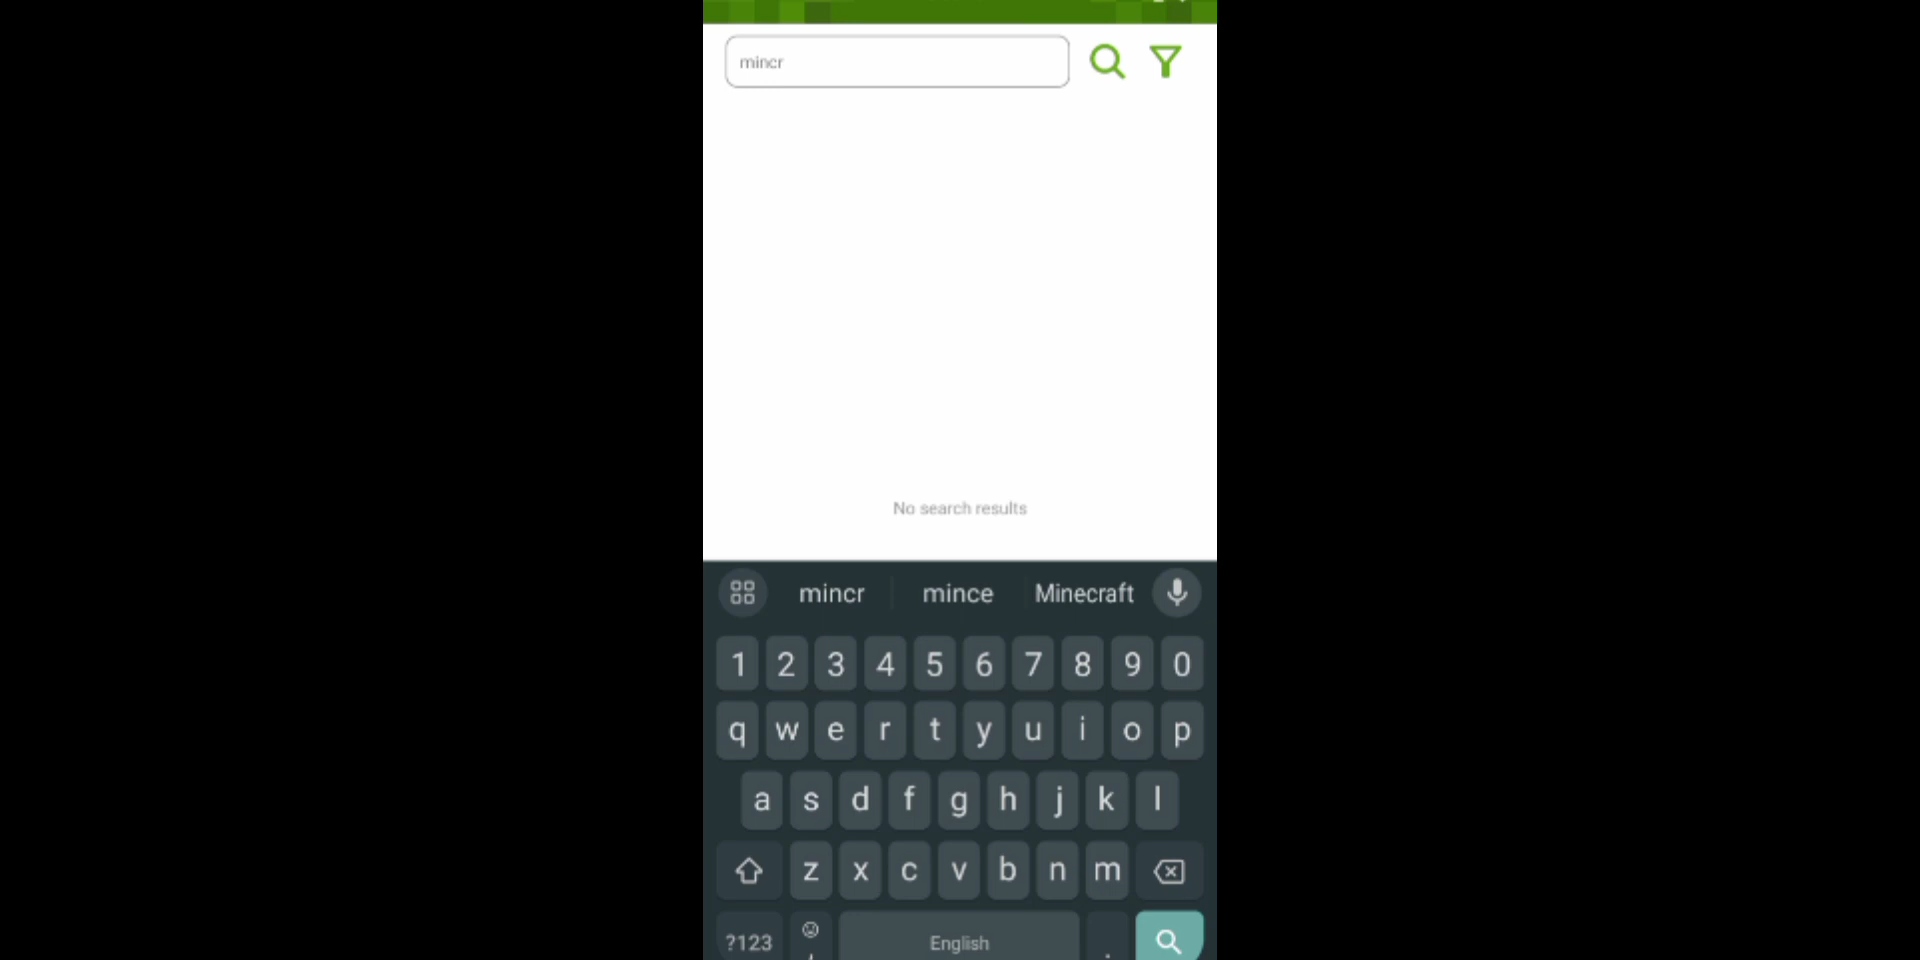 mincr
No search results
mincr mince Minecraft
1 2 3 4 5 6 7 8 9 0
q w e r t y u i o p
a s d f g h j k l
z x c v b n m
?123 English .